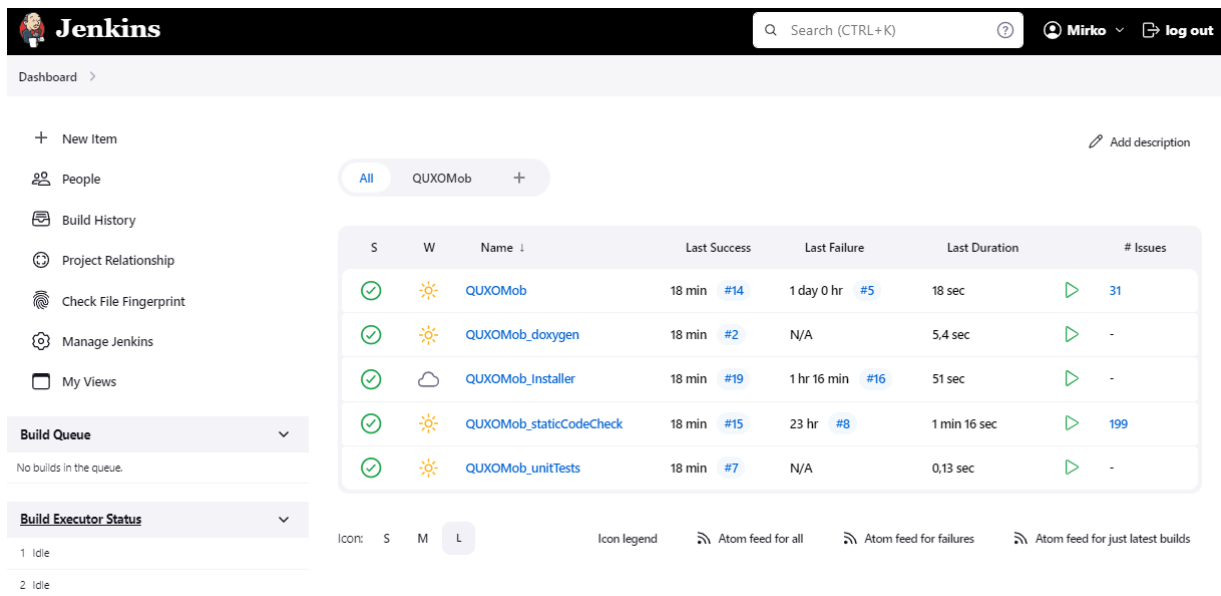 Jenkins
Search (CTRL+K)
?
Mirko
log out
Dashboard
New Item
People
Build History
Project Relationship
Check File Fingerprint
Manage Jenkins
My Views
Build Queue
No builds in the queue.
Build Executor Status
1 Idle
2 Idle
Add description
All QUXOMob +
S W Name ↓ Last Success Last Failure Last Duration # Issues
QUXOMob 18 min #14 1 day 0 hr #5 18 sec 31
QUXOMob_doxygen 18 min #2 N/A 5,4 sec -
QUXOMob_Installer 18 min #19 1 hr 16 min #16 51 sec -
QUXOMob_staticCodeCheck 18 min #15 23 hr #8 1 min 16 sec 199
QUXOMob_unitTests 18 min #7 N/A 0,13 sec -
Icon: S M L Icon legend Atom feed for all Atom feed for failures Atom feed for just latest builds